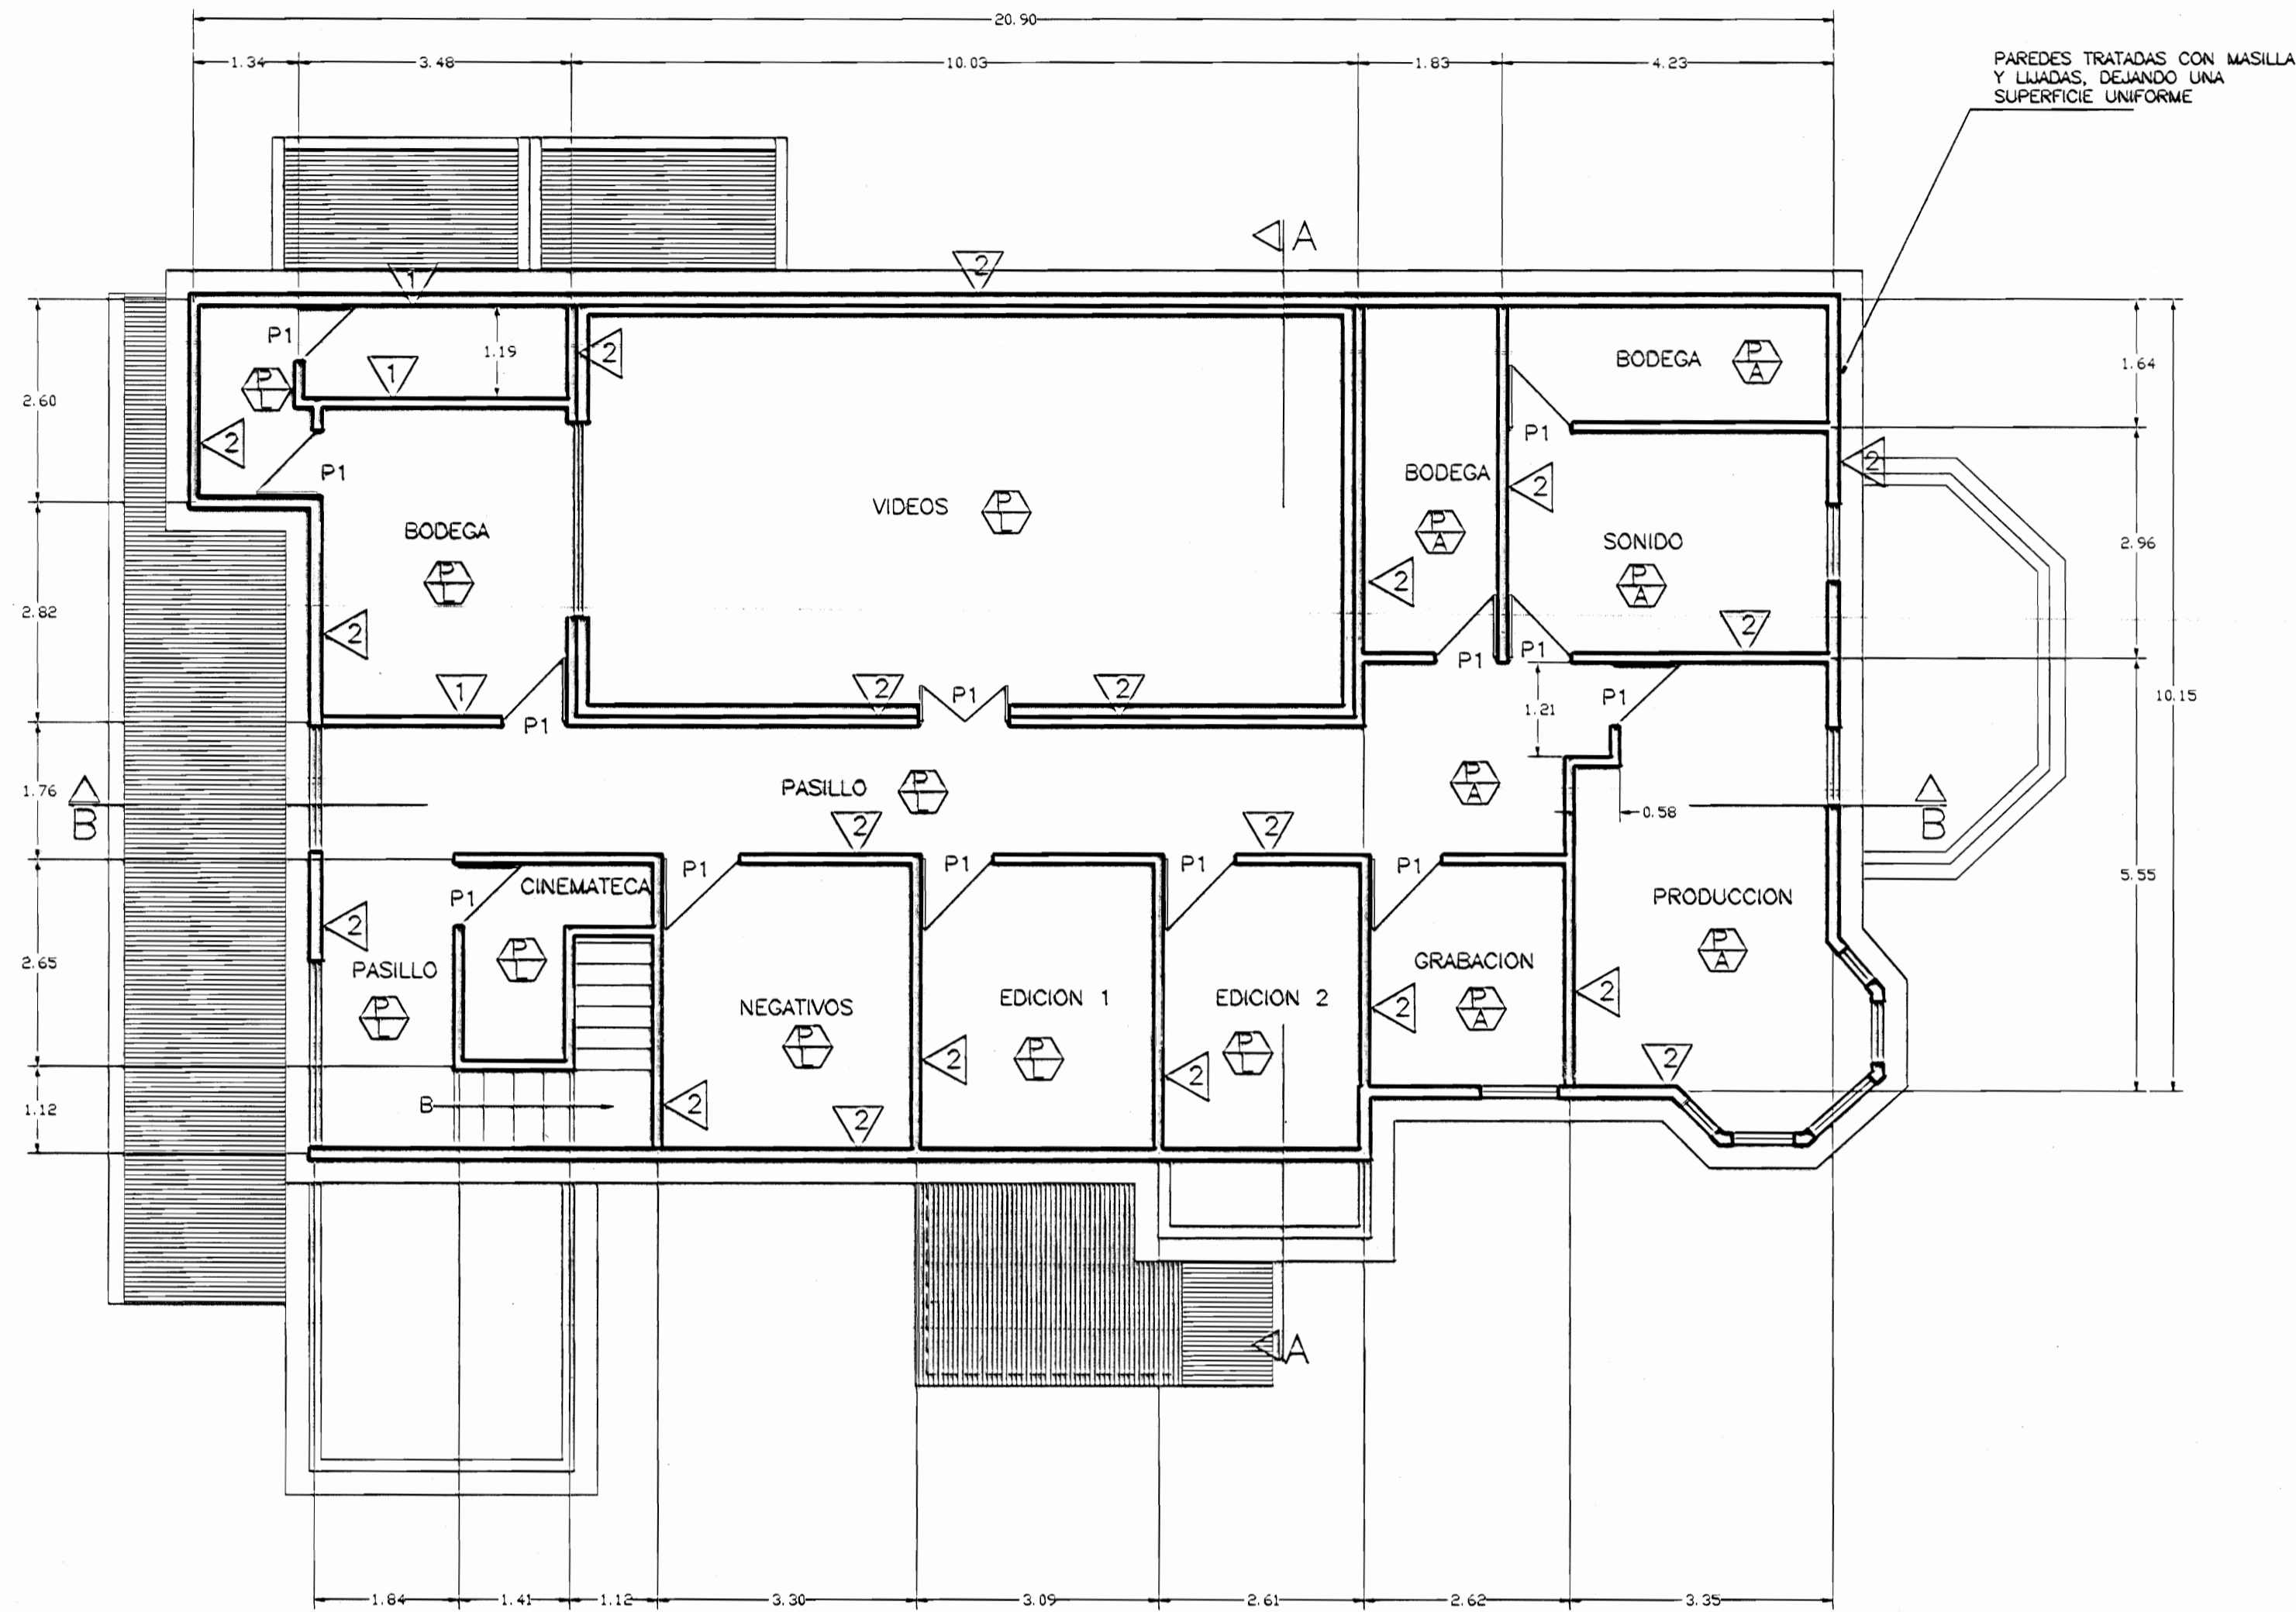 20.90
1.34 3.48 10.03 1.83 4.23
PAREDES TRATADAS CON MASILLA
Y LIJADAS, DEJANDO UNA
SUPERFICIE UNIFORME
A
1 2
P1 1.19 2 BODEGA P A 1.64
P L 1
2.60
2 P1 P1 2
BODEGA 2
VIDEOS P L
BODEGA P A SONIDO 2.96
P L P A
2.82 2 2 2
1 2 P1 2 P1 P1 P1
P1 1.21 10.15
1.76 PASILLO P L P A
B 2 2 0.58 B
CINEMATECA P1 P1 P1 P1 5.55
P1 PRODUCCION
2 P L P A
2.65 PASILLO GRABACION
P L NEGATIVOS EDICION 1 EDICION 2 2 P A 2
P L P L P L
2 2 2
1.12 B 2 2
A
1.84 1.41 1.12 3.30 3.09 2.61 2.62 3.35